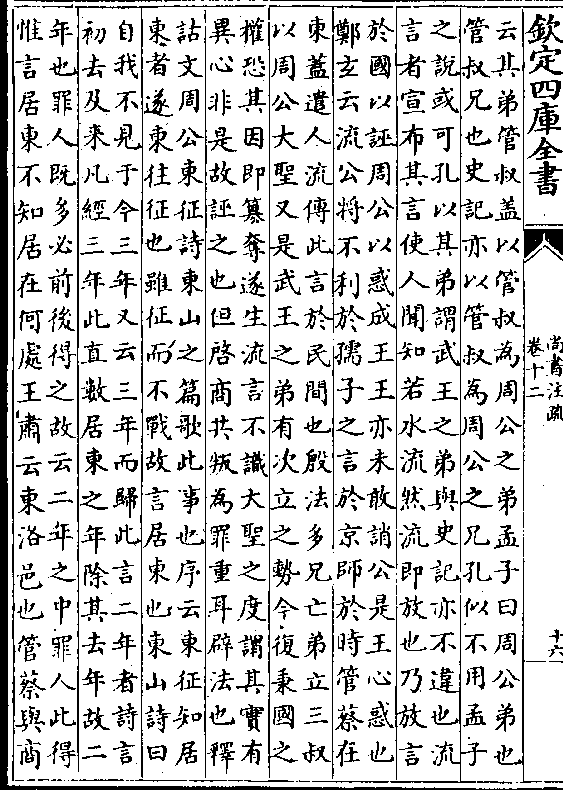 欽定四庫全書
尚書注疏
卷十二
十六
云其弟管叔盖以管叔為周公之弟孟子曰周公弟也
管叔兄也史記亦以管叔為周公之兄孔似不用孟子
之說或可孔以其弟謂武王之弟與史記亦不違也流
言者宣布其言使人聞知若水流然流即放也乃放言
於國以誣周公以惑成王王亦未敢誚公是王心惑也
鄭玄云流公將不利於孺子之言於京師於時管蔡在
東蓋遣人流傳此言於民間也殷法多兄亡弟立三叔
以周公大聖又是武王之弟有次立之勢今復秉國之
權恐其因即簒奪遂生流言不識大聖之度謂其實有
異心非是故誣之也但啓商共叛為罪重耳辟法也釋
詁文周公東征詩東山之篇歌此事也序云東征知居
東者遂東往征也雖征而不戰故言居東也東山詩曰
自我不見于今三年又云三年而歸此言二年者詩言
初去及來凡經三年此直數居東之年除其去年故二
年也罪人既多必前後得之故云二年之中罪人此得
惟言居東不知居在何處王肅云東洛邑也管蔡與商